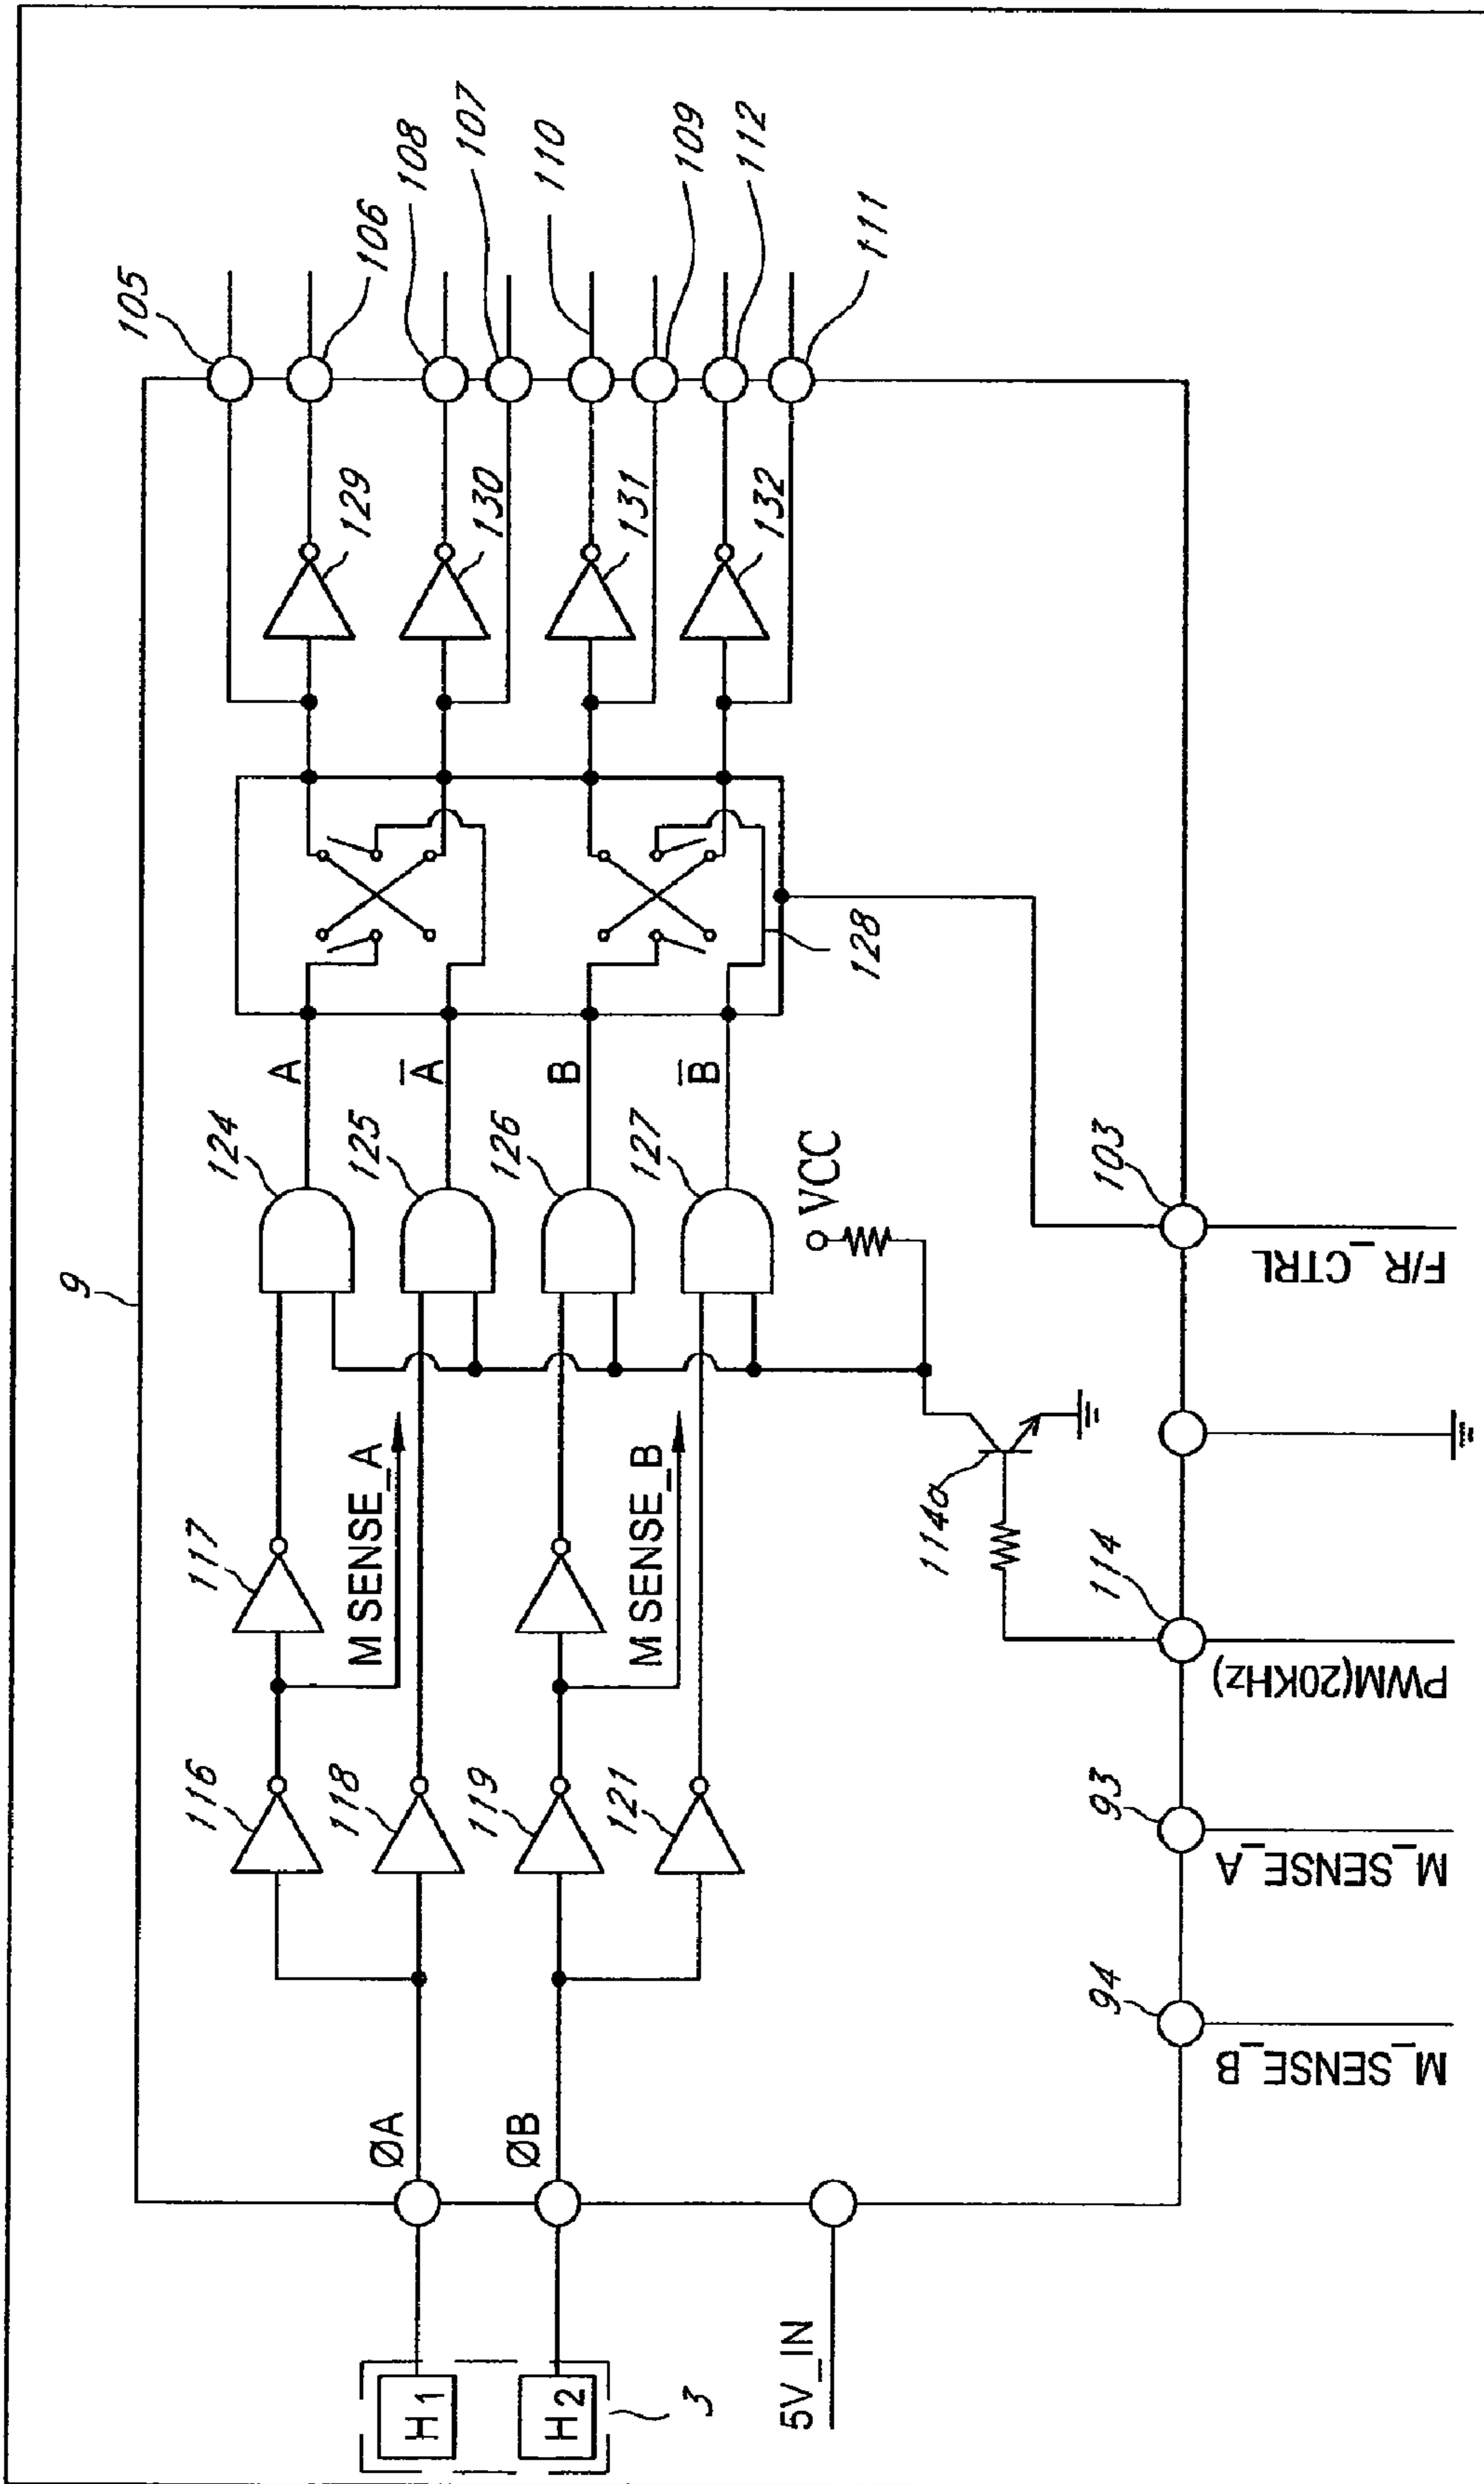 9
105
106
108
107
110
109
112
111
129
130
131
132
128
A
A̅
B
B̅
124
125
126
127
VCC
103
F/R_CTRL
117
M SENSE_A
M SENSE_B
114a
114
PWM(20KHz)
116
118
119
121
93
M_SENSE_A
94
M_SENSE_B
ØA
ØB
H1
H2
3
5V_IN